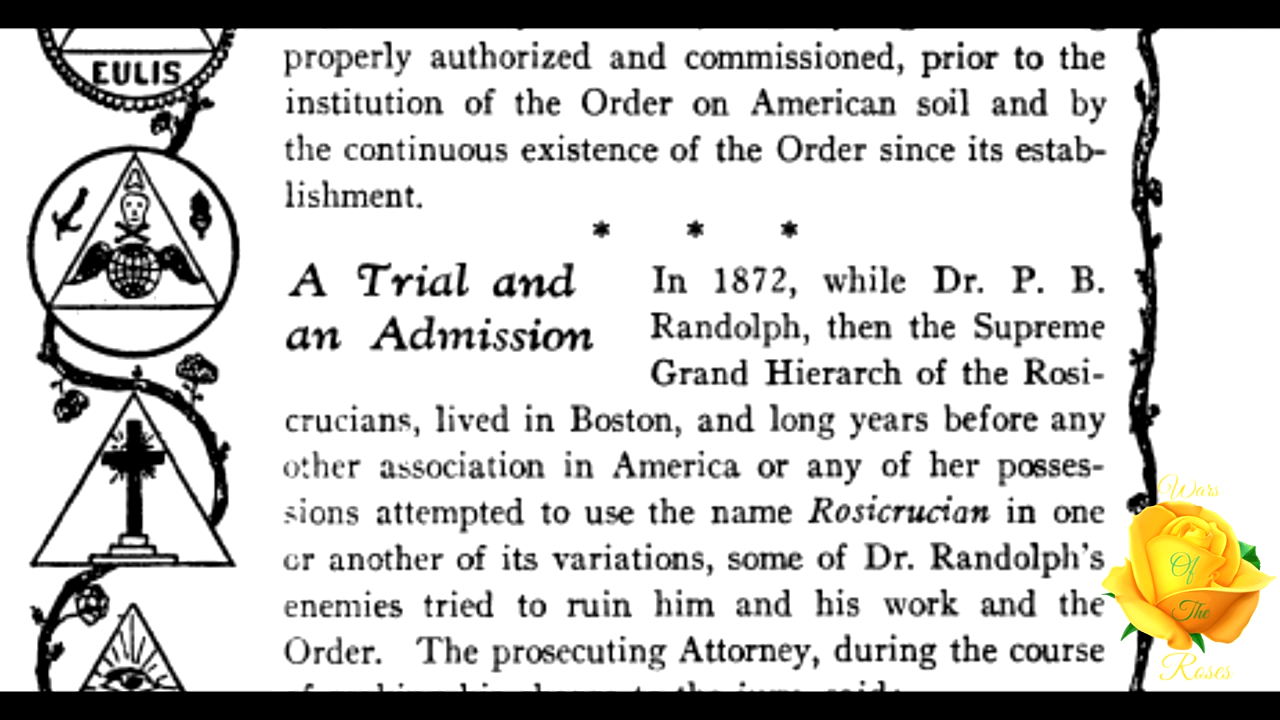 EULIS
properly authorized and commissioned, prior to the
institution of the Order on American soil and by
the continuous existence of the Order since its estab-
lishment.
* * *
A Trial and
an Admission
In 1872, while Dr. P. B.
Randolph, then the Supreme
Grand Hierarch of the Rosi-
crucians, lived in Boston, and long years before any
other association in America or any of her posses-
sions attempted to use the name Rosicrucian in one
or another of its variations, some of Dr. Randolph's
enemies tried to ruin him and his work and the
Order. The prosecuting Attorney, during the course
Wars
Of
The
Roses